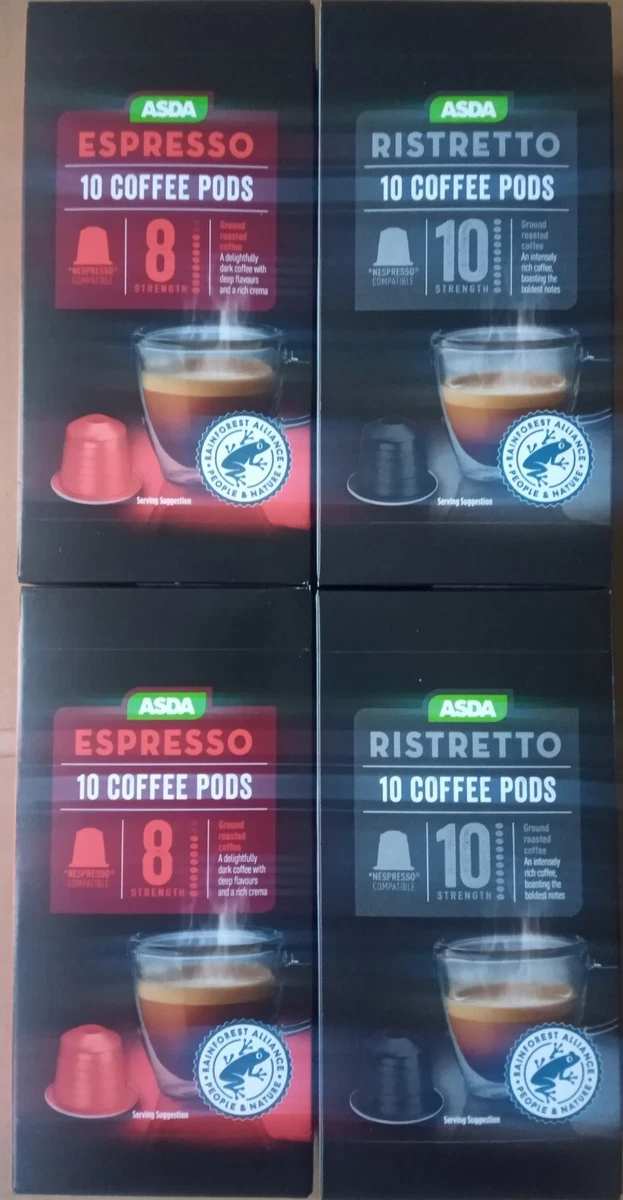 ASDA
ESPRESSO
10 COFFEE PODS
"NESPRESSO®
COMPATIBLE
8
STRENGTH
Ground
roasted
coffee
A delightfully
dark coffee with
deep flavours
and a rich crema
RAINFOREST ALLIANCE
PEOPLE & NATURE
Serving Suggestion
ASDA
RISTRETTO
10 COFFEE PODS
"NESPRESSO®
COMPATIBLE
10
STRENGTH
Ground
roasted
coffee
An intensely
rich coffee,
boasting the
boldest notes
RAINFOREST ALLIANCE
PEOPLE & NATURE
Serving Suggestion
ASDA
ESPRESSO
10 COFFEE PODS
"NESPRESSO®
COMPATIBLE
8
STRENGTH
Ground
roasted
coffee
A delightfully
dark coffee with
deep flavours
and a rich crema
RAINFOREST ALLIANCE
PEOPLE & NATURE
Serving Suggestion
ASDA
RISTRETTO
10 COFFEE PODS
"NESPRESSO®
COMPATIBLE
10
STRENGTH
Ground
roasted
coffee
An intensely
rich coffee,
boasting the
boldest notes
RAINFOREST ALLIANCE
PEOPLE & NATURE
Serving Suggestion